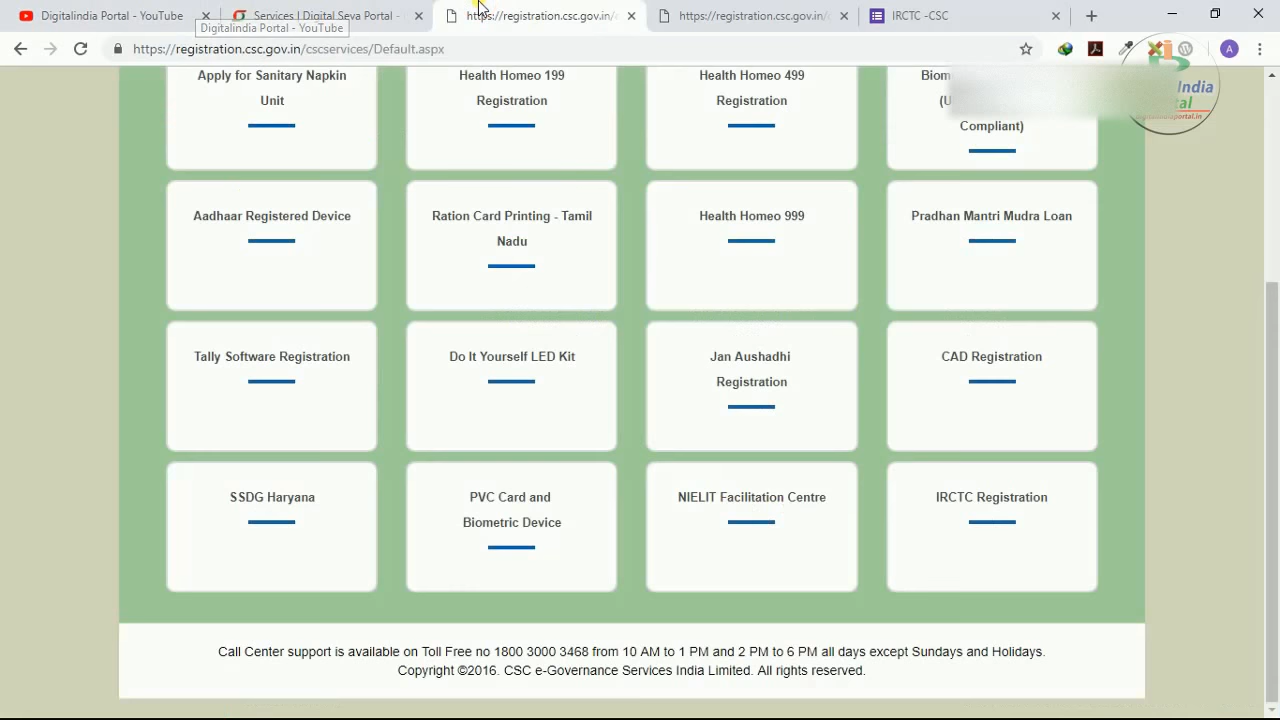 Digitalindia Portal - YouTube
Services | Digital Seva Portal -
https://registration.csc.gov.in/
https://registration.csc.gov.in/
IRCTC -CSC
Digitalindia Portal - YouTube
https://registration.csc.gov.in/cscservices/Default.aspx
A
Apply for Sanitary Napkin
Unit
Health Homeo 199
Registration
Health Homeo 499
Registration
Compliant)
India
digitalindiaportal.in
Aadhaar Registered Device
Ration Card Printing - Tamil
Nadu
Health Homeo 999
Pradhan Mantri Mudra Loan
Tally Software Registration
Do It Yourself LED Kit
Jan Aushadhi
Registration
CAD Registration
SSDG Haryana
PVC Card and
Biometric Device
NIELIT Facilitation Centre
IRCTC Registration
Call Center support is available on Toll Free no 1800 3000 3468 from 10 AM to 1 PM and 2 PM to 6 PM all days except Sundays and Holidays.
Copyright ©2016. CSC e-Governance Services India Limited. All rights reserved.